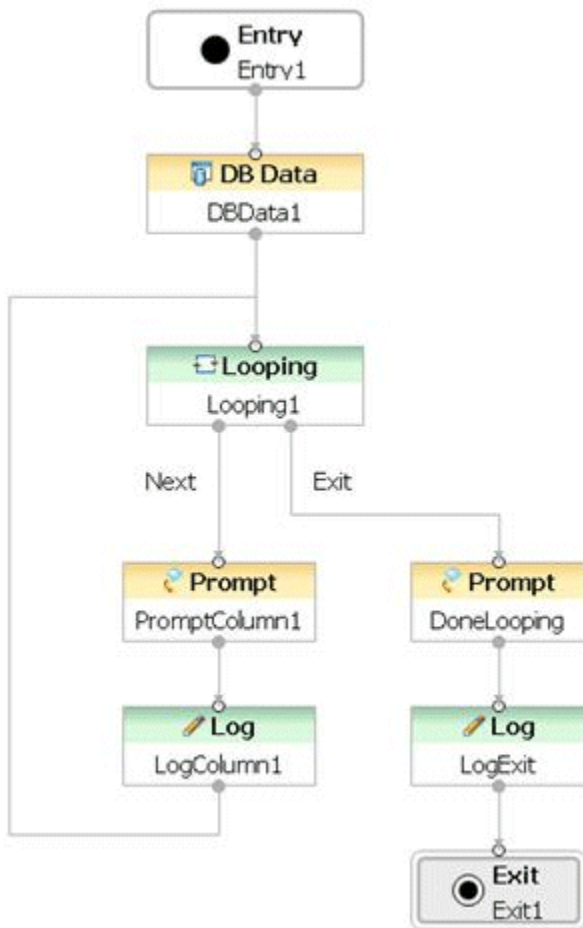 Entry
Entry1
DB Data
DBData1
Looping
Looping1
Next
Exit
Prompt
PromptColumn1
Prompt
DoneLooping
Log
LogColumn1
Log
LogExit
Exit
Exit1